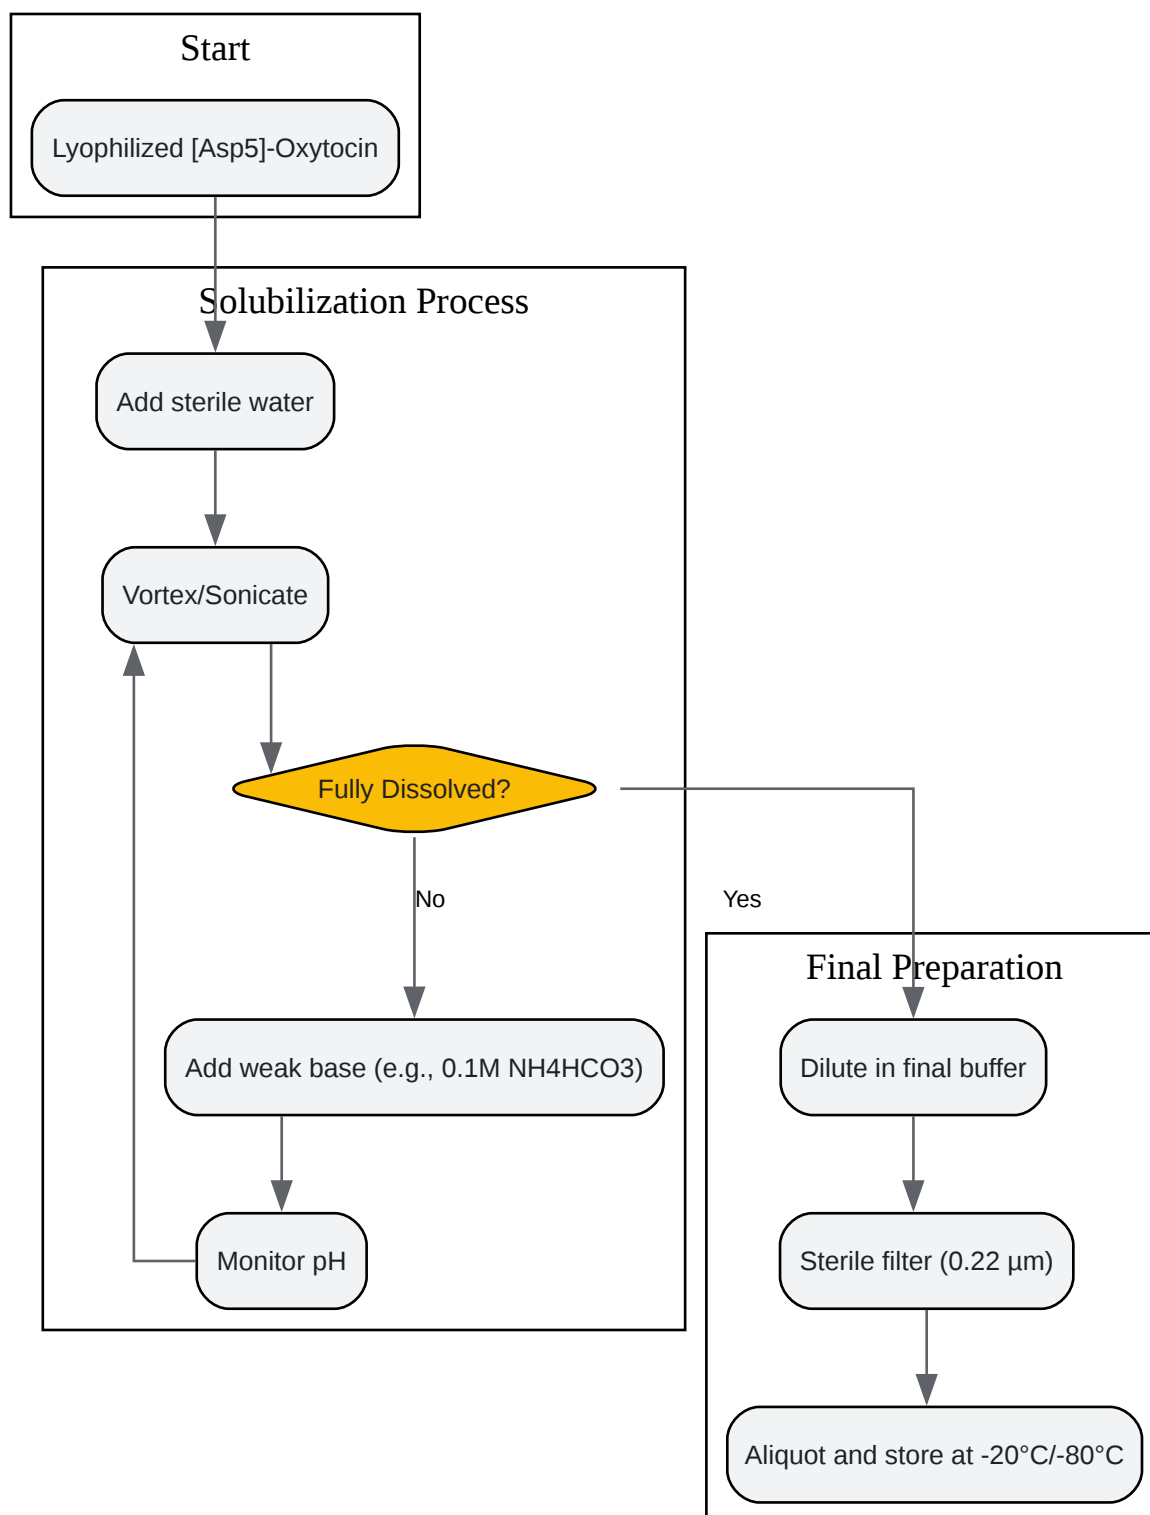 Start
Lyophilized [Asp5]-Oxytocin
Solubilization Process
Add sterile water
Vortex/Sonicate
Fully Dissolved?
No
Yes
Add weak base (e.g., 0.1M NH4HCO3)
Monitor pH
Final Preparation
Dilute in final buffer
Sterile filter (0.22 µm)
Aliquot and store at -20°C/-80°C